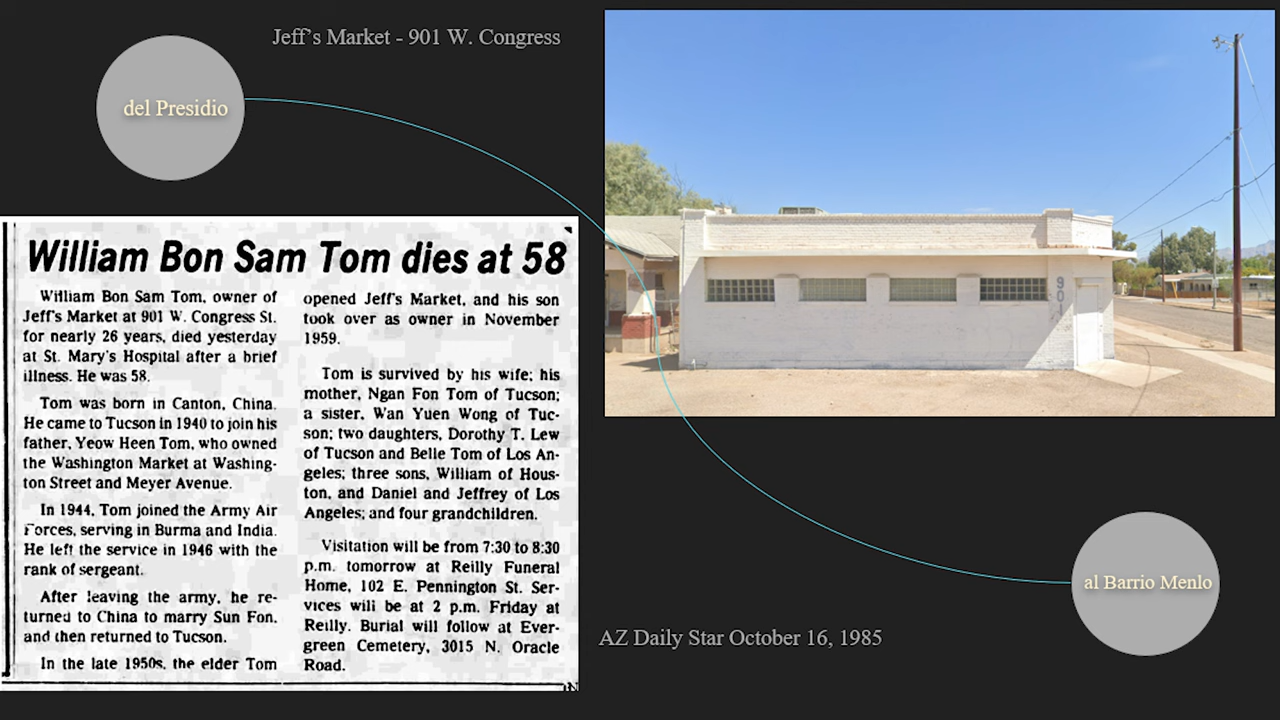 Jeff's Market - 901 W. Congress
del Presidio
William Bon Sam Tom dies at 58
William Bon Sam Tom, owner of
Jeff's Market at 901 W. Congress St.
for nearly 26 years, died yesterday
at St. Mary's Hospital after a brief
illness. He was 58.
Tom was born in Canton, China.
He came to Tucson in 1940 to join his
father, Yeow Heen Tom, who owned
the Washington Market at Washing-
ton Street and Meyer Avenue.
In 1944, Tom joined the Army Air
Forces, serving in Burma and India.
He left the service in 1946 with the
rank of sergeant.
After leaving the army, he re-
turned to China to marry Sun Fon,
and then returned to Tucson.
In the late 1950s, the elder Tom
opened Jeff's Market, and his son
took over as owner in November
1959.
Tom is survived by his wife; his
mother, Ngan Fon Tom of Tucson;
a sister, Wan Yuen Wong of Tuc-
son; two daughters, Dorothy T. Lew
of Tucson and Belle Tom of Los An-
geles; three sons, William of Hous-
ton, and Daniel and Jeffrey of Los
Angeles; and four grandchildren.
Visitation will be from 7:30 to 8:30
p.m. tomorrow at Reilly Funeral
Home, 102 E. Pennington St. Ser-
vices will be at 2 p.m. Friday at
Reilly. Burial will follow at Ever-
green Cemetery, 3015 N. Oracle
Road.
901
AZ Daily Star October 16, 1985
al Barrio Menlo